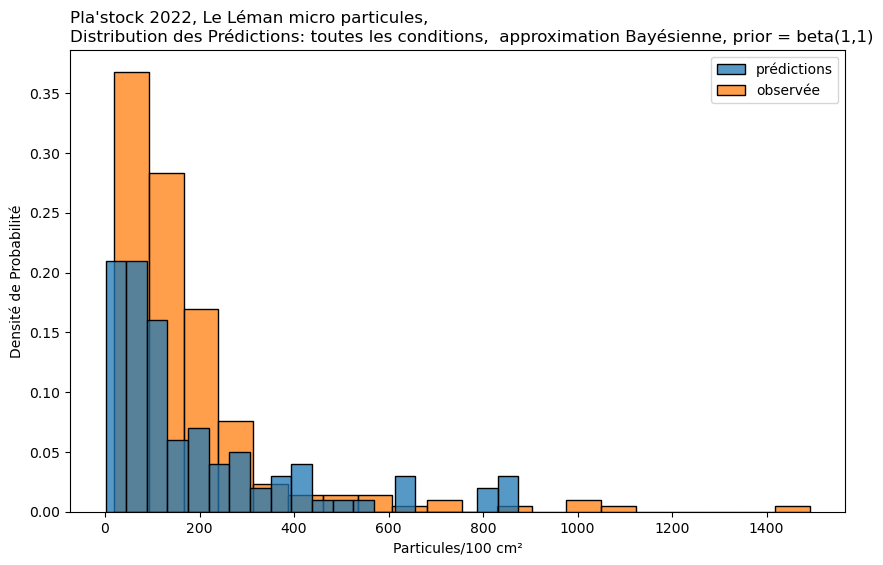 Pla'stock 2022, Le Léman micro particules,
Distribution des Prédictions: toutes les conditions,  approximation Bayésienne, prior = beta(1,1)
prédictions
observée
Densité de Probabilité
0.35
0.30
0.25
0.20
0.15
0.10
0.05
0.00
0 200 400 600 800 1000 1200 1400
Particules/100 cm²